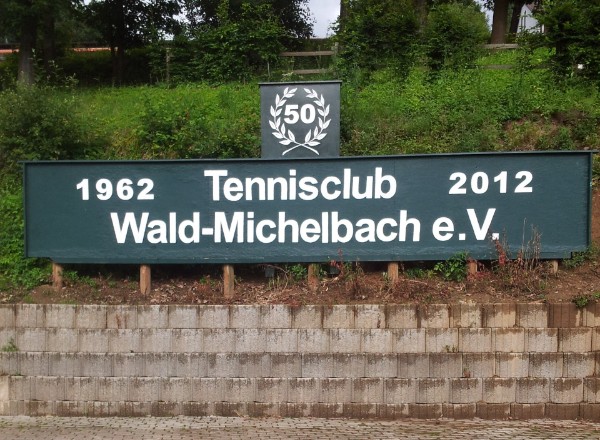 50
1962 Tennisclub 2012
Wald-Michelbach e.V.